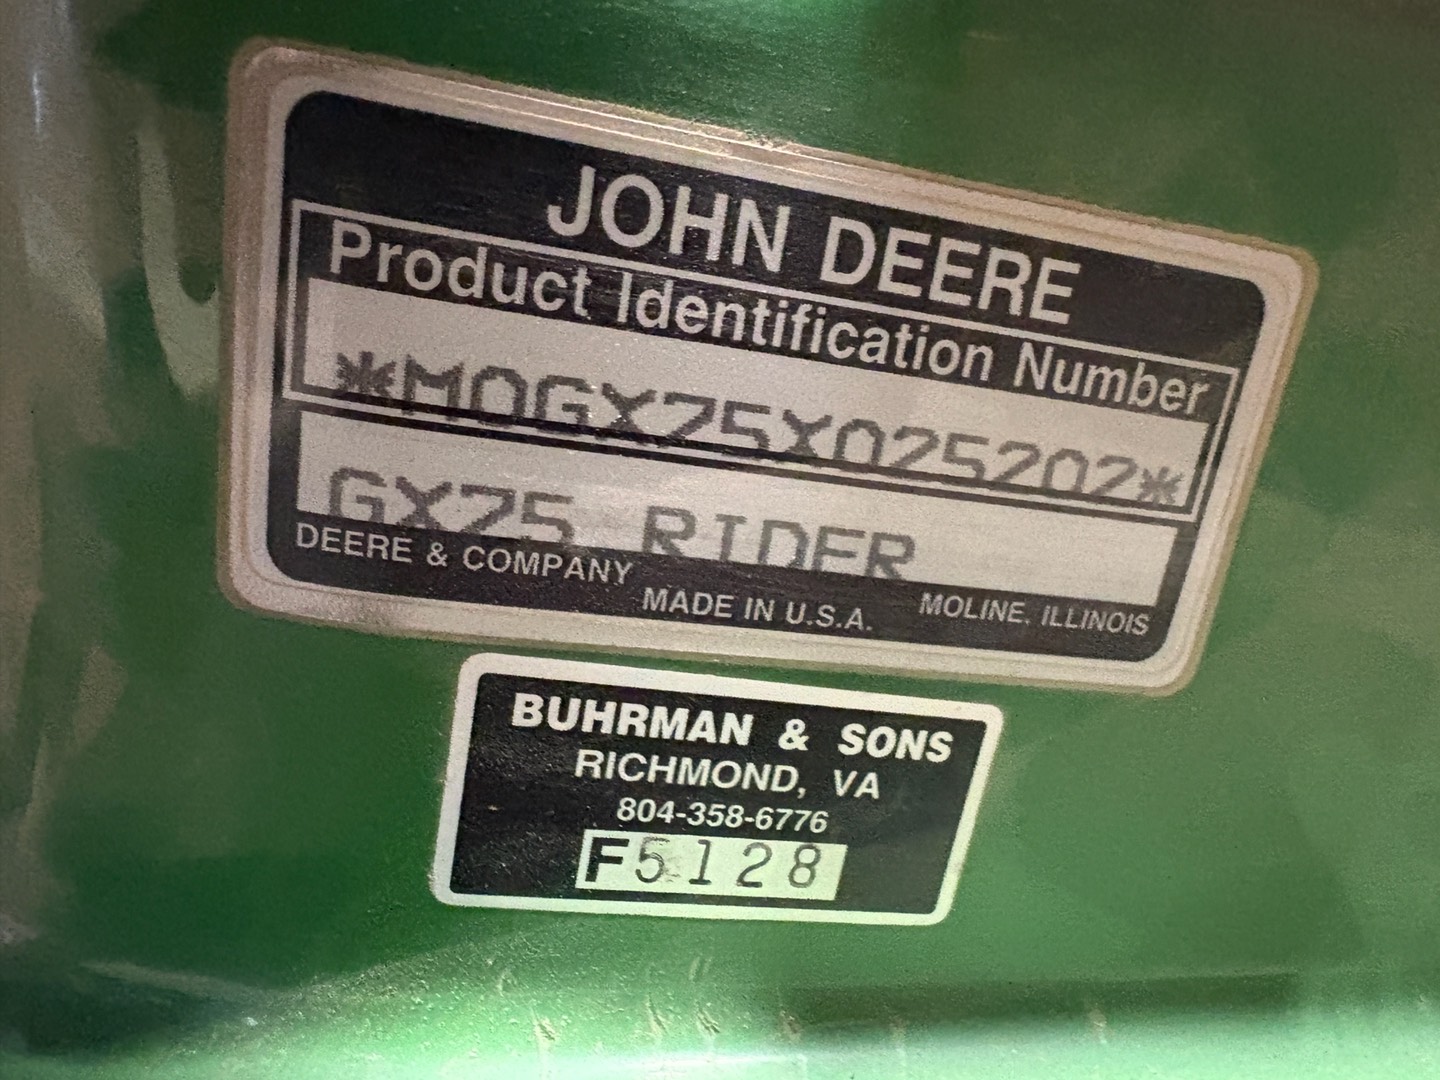 JOHN DEERE
Product Identification Number
*M0GX75X025202*
GX75 RIDER
DEERE & COMPANY MADE IN U.S.A. MOLINE, ILLINOIS
BUHRMAN & SONS
RICHMOND, VA
804-358-6776
F5128